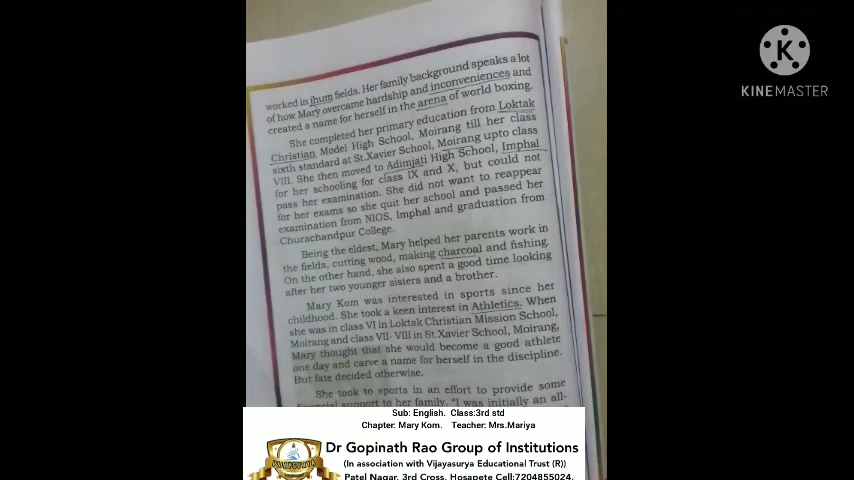 worked in jhum fields. Her family background speaks a lot
of how Mary overcame hardship and inconveniences and
created a name for herself in the arena of world boxing.
She completed her primary education from Loktak
Christian Model High School, Moirang till her class
sixth standard at St.Xavier School, Moirang upto class
VIII. She then moved to Adimjati High School, Imphal
for her schooling for class IX and X, but could not
pass her examination. She did not want to reappear
for her exams so she quit her school and passed her
examination from NIOS, Imphal and graduation from
Churachandpur College.
Being the eldest, Mary helped her parents work in
the fields, cutting wood, making charcoal and fishing.
On the other hand, she also spent a good time looking
after her two younger sisters and a brother.
Mary Kom was interested in sports since her
childhood. She took a keen interest in Athletics. When
she was in class VI in Loktak Christian Mission School,
Moirang and class VII- VIII in St.Xavier School, Moirang,
Mary thought that she would become a good athlete
one day and carve a name for herself in the discipline.
But fate decided otherwise.
She took to sports in an effort to provide some
financial support to her family. "I was initially an all-
K
KINEMASTER
Sub: English. Class:3rd std
Chapter: Mary Kom. Teacher: Mrs.Mariya
Dr Gopinath Rao Group of Institutions
(In association with Vijayasurya Educational Trust (R))
Patel Nagar, 3rd Cross, Hosapete Cell:7204855024,